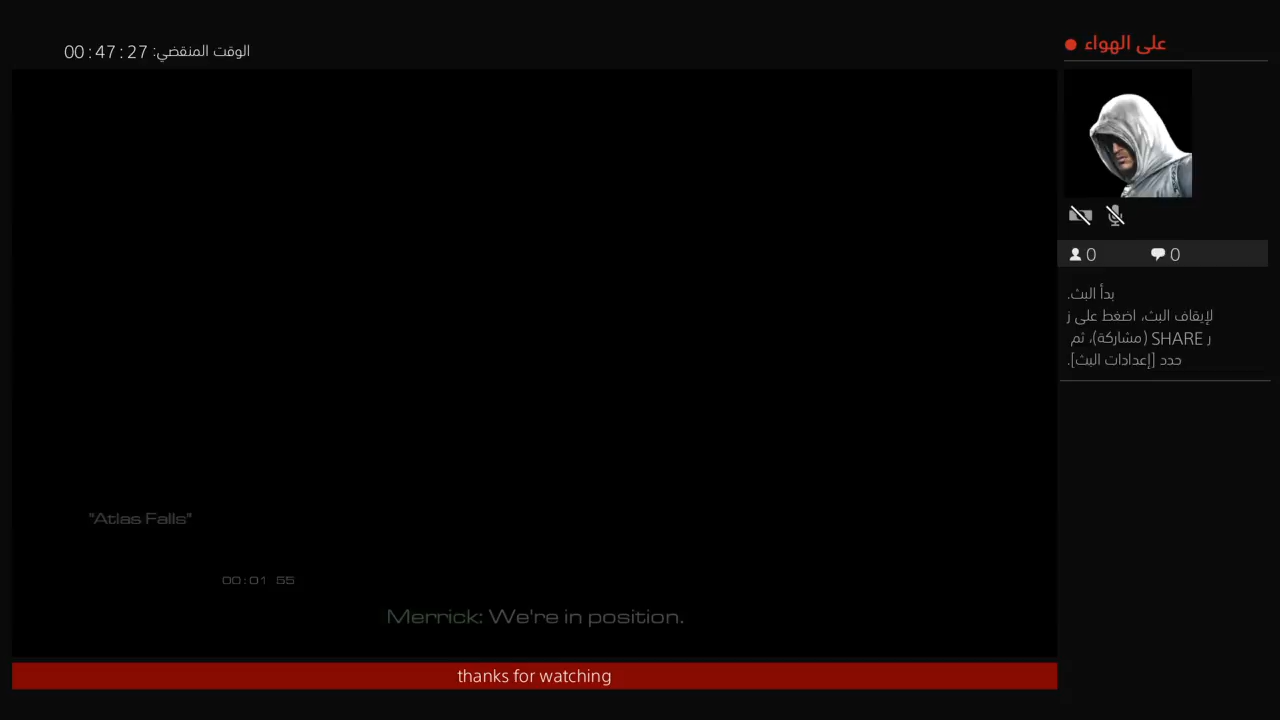 الوقت المنقضي: 00:47:27
على الهواء
0 0
بدأ البث.
لإيقاف البث، اضغط على ز
ر SHARE (مشاركة)، ثم
حدد [إعدادات البث].
"Atlas Falls"
00:01 55
Merrick: We're in position.
thanks for watching